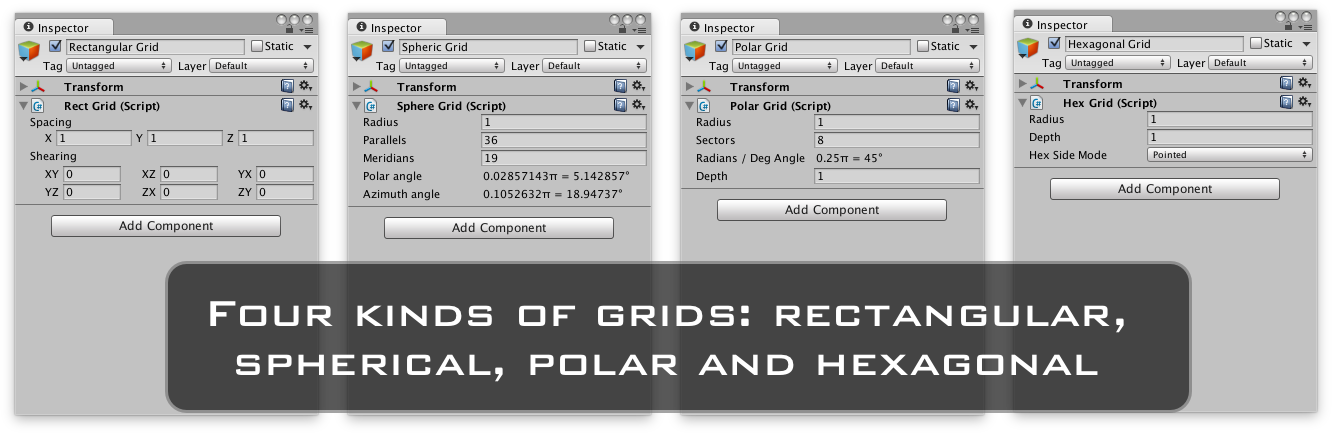 Inspector
Rectangular Grid Static
Tag Untagged Layer Default
Transform
Rect Grid (Script)
Spacing
X 1 Y 1 Z 1
Shearing
XY 0 XZ 0 YX 0
YZ 0 ZX 0 ZY 0
Add Component
Inspector
Spheric Grid Static
Tag Untagged Layer Default
Transform
Sphere Grid (Script)
Radius 1
Parallels 36
Meridians 19
Polar angle 0.02857143π = 5.142857°
Azimuth angle 0.1052632π = 18.94737°
Add Component
Inspector
Polar Grid Static
Tag Untagged Layer Default
Transform
Polar Grid (Script)
Radius 1
Sectors 8
Radians / Deg Angle 0.25π = 45°
Depth 1
Add Component
Inspector
Hexagonal Grid Static
Tag Untagged Layer Default
Transform
Hex Grid (Script)
Radius 1
Depth 1
Hex Side Mode Pointed
Add Component
Four kinds of grids: rectangular,
spherical, polar and hexagonal